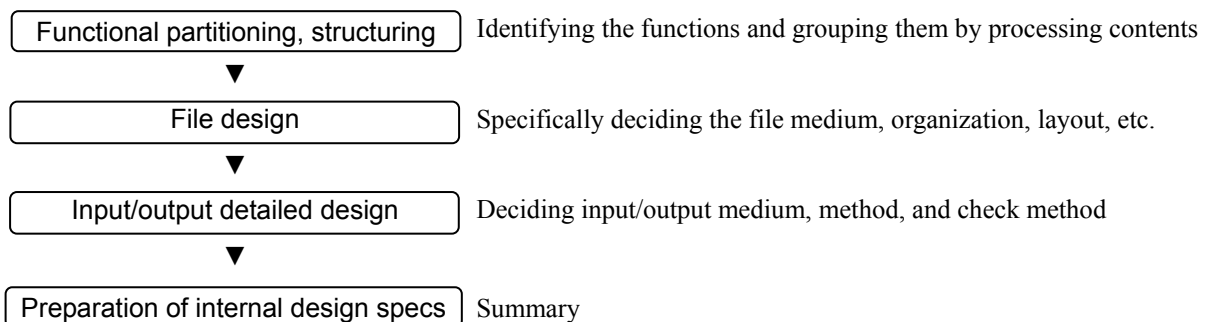 Functional partitioning, structuring Identifying the functions and grouping them by processing contents
File design Specifically deciding the file medium, organization, layout, etc.
Input/output detailed design Deciding input/output medium, method, and check method
Preparation of internal design specs Summary